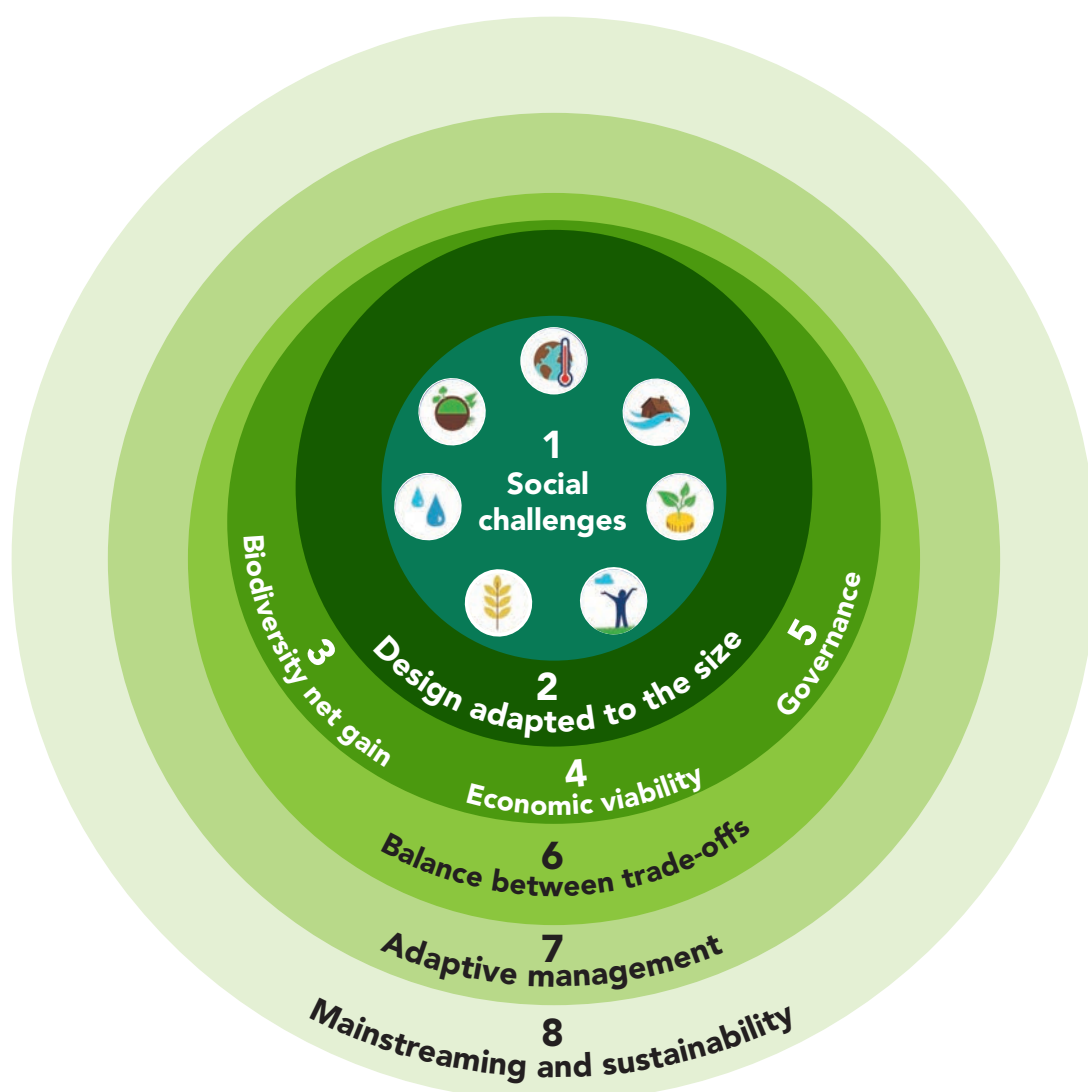 1
Social
challenges
2
Design adapted to the size
3
Biodiversity net gain
4
Economic viability
5
Governance
6
Balance between trade-offs
7
Adaptive management
8
Mainstreaming and sustainability